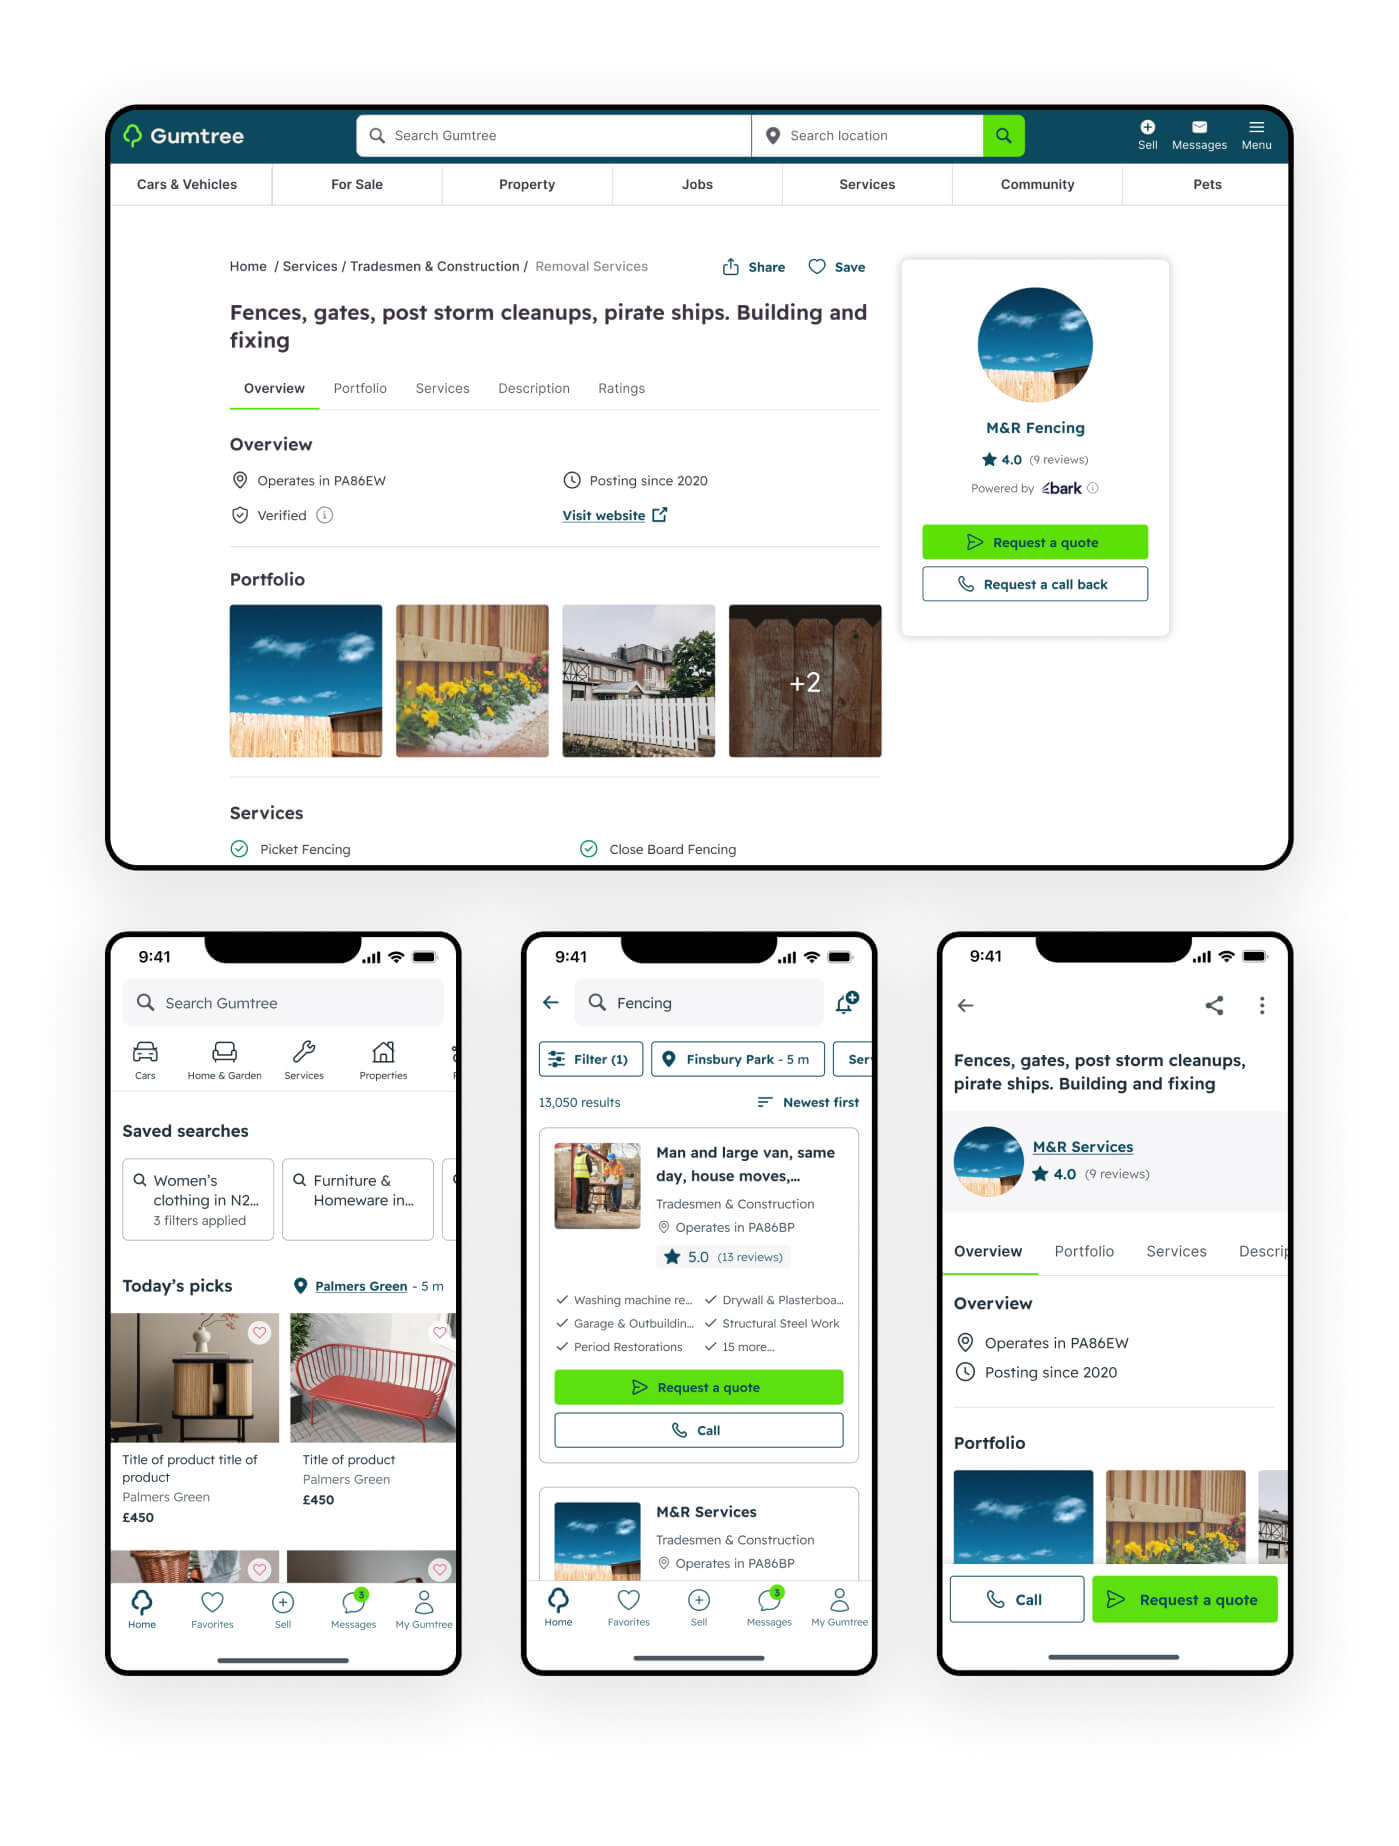 Gumtree
Search Gumtree
Search location
Sell
Messages
Menu
Cars & Vehicles
For Sale
Property
Jobs
Services
Community
Pets
Home / Services / Tradesmen & Construction / Removal Services
Share
Save
Fences, gates, post storm cleanups, pirate ships. Building and
fixing
Overview
Portfolio
Services
Description
Ratings
Overview
Operates in PA86EW
Posting since 2020
Verified
Visit website
Portfolio
+2
Services
Picket Fencing
Close Board Fencing
M&R Fencing
4.0 (9 reviews)
Powered by bark
Request a quote
Request a call back
9:41
Search Gumtree
Cars
Home & Garden
Services
Properties
Saved searches
Women's
clothing in N2...
3 filters applied
Furniture &
Homeware in...
Today's picks
Palmers Green - 5 m
Title of product title of
product
Palmers Green
£450
Title of product
Palmers Green
£450
Home
Favorites
Sell
3
Messages
My Gumtree
9:41
Fencing
Filter (1)
Finsbury Park - 5 m
Ser
13,050 results
Newest first
Man and large van, same
day, house moves,...
Tradesmen & Construction
Operates in PA86BP
5.0 (13 reviews)
Washing machine re...
Drywall & Plasterboa...
Garage & Outbuildin...
Structural Steel Work
Period Restorations
15 more...
Request a quote
Call
M&R Services
Tradesmen & Construction
Operates in PA86BP
Home
Favorites
Sell
3
Messages
My Gumtree
9:41
Fences, gates, post storm cleanups,
pirate ships. Building and fixing
M&R Services
4.0 (9 reviews)
Overview
Portfolio
Services
Descrip
Overview
Operates in PA86EW
Posting since 2020
Portfolio
Call
Request a quote